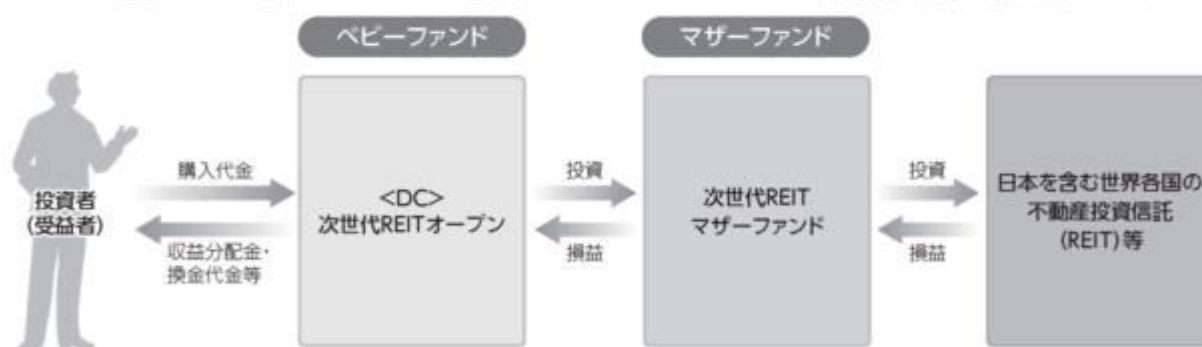 ベビーファンド
マザーファンド
投資者
(受益者)
購入代金
収益分配金・
換金代金等
<DC>
次世代REITオープン
投資
損益
次世代REIT
マザーファンド
投資
損益
日本を含む世界各国の
不動産投資信託
(REIT)等